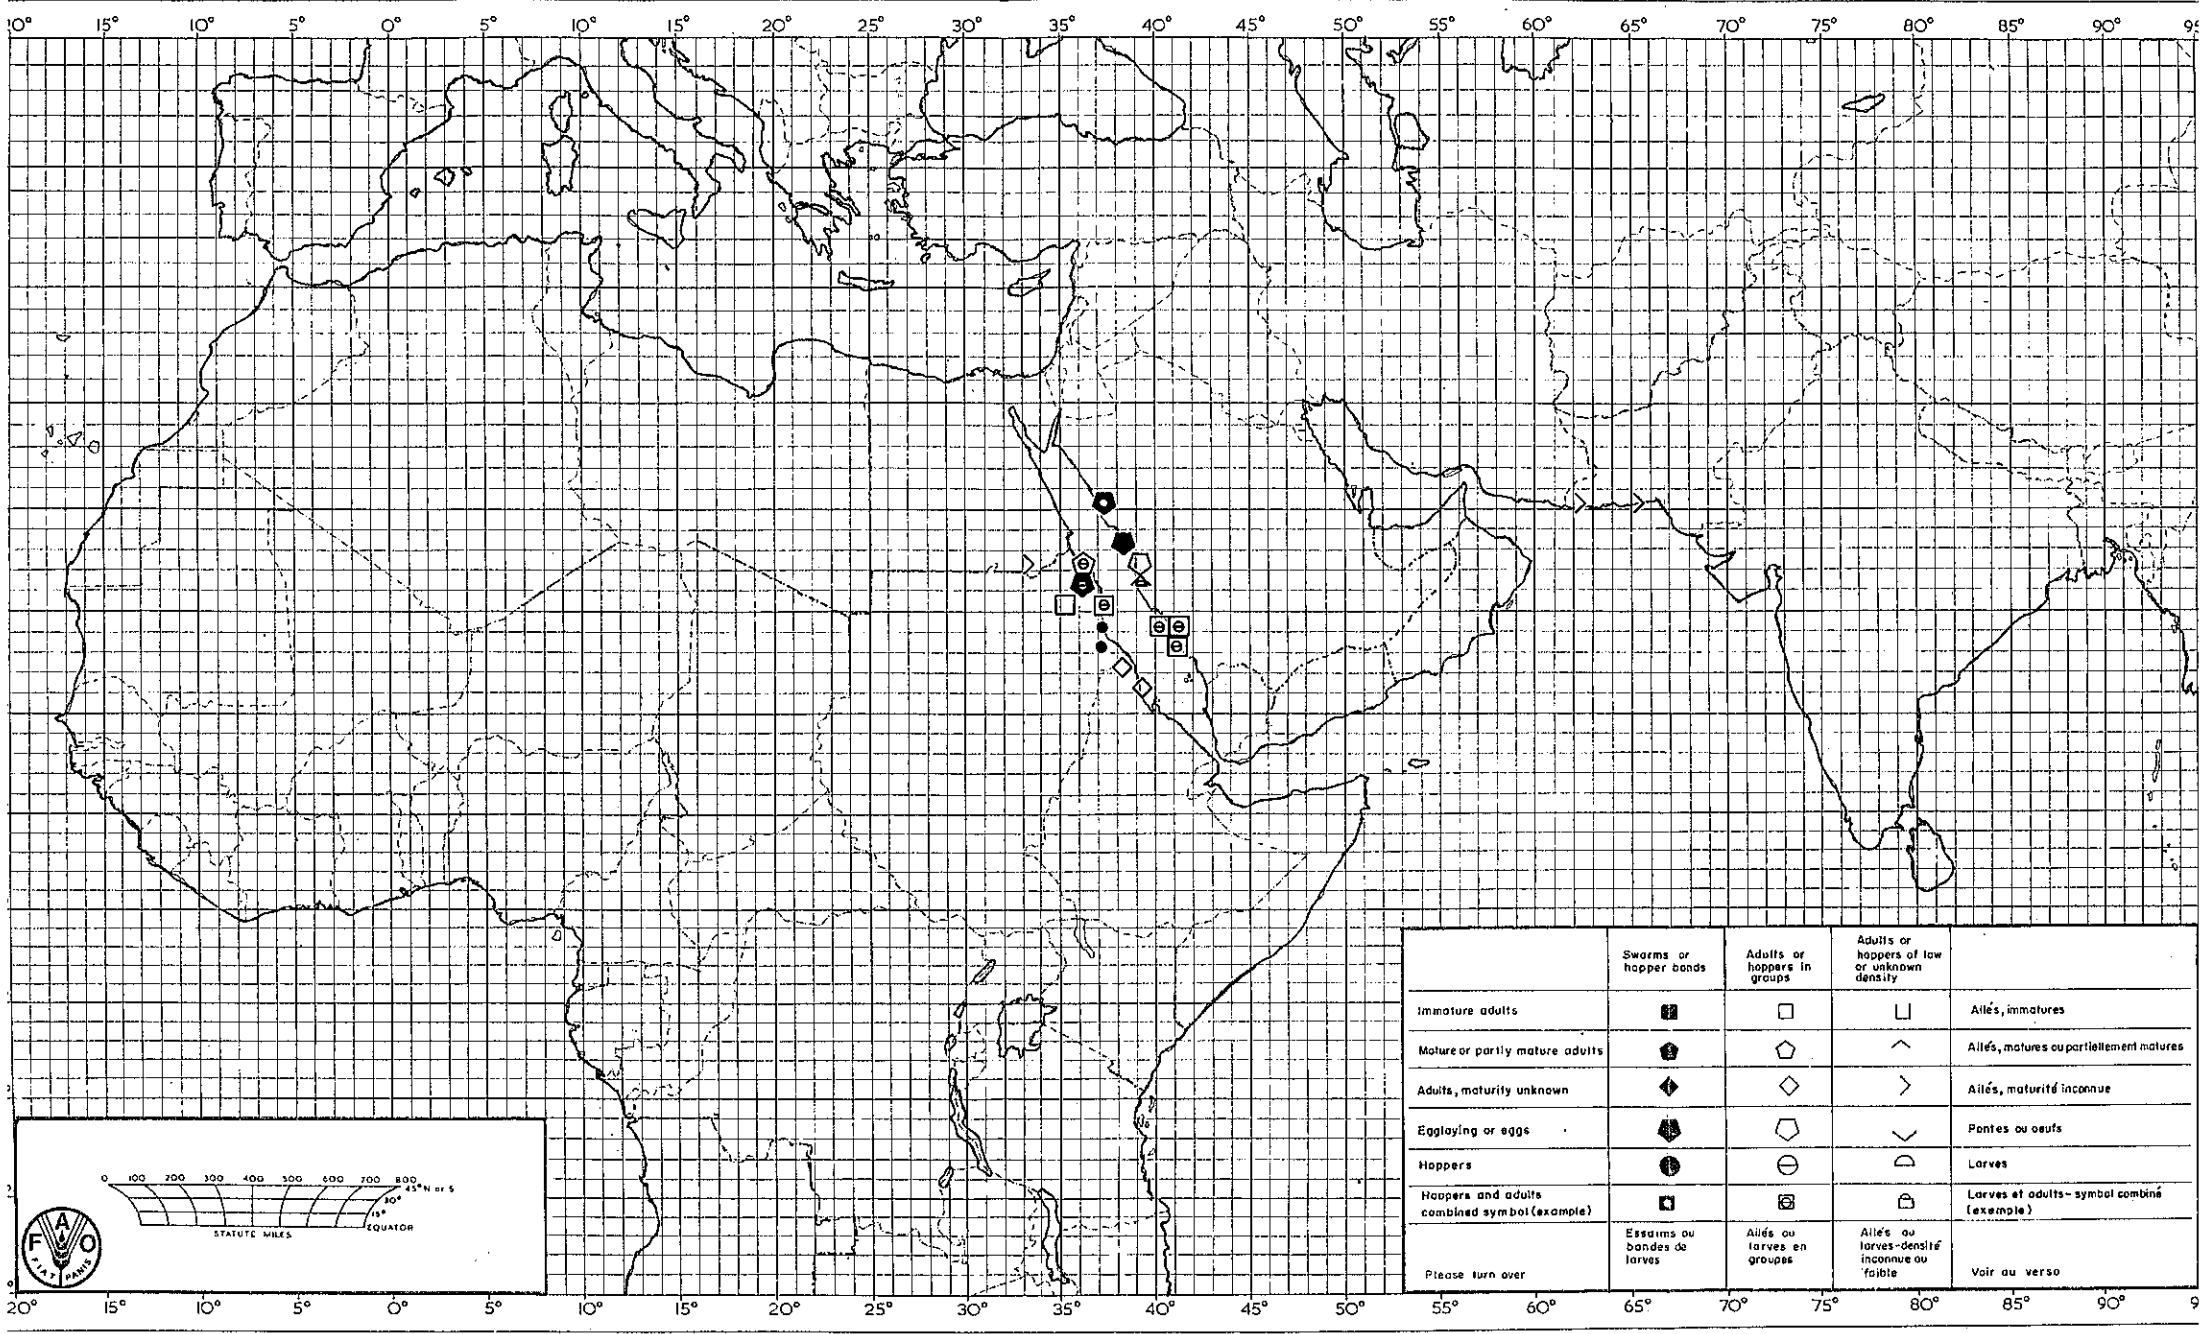 20° 15° 10° 5° 0° 5° 10° 15° 20° 25° 30° 35° 40° 45° 50° 55° 60° 65° 70° 75° 80° 85° 90° 95
Swarms or
hopper bands
Adults or
hoppers in
groups
Adults or
hoppers of low
or unknown
density
Immature adults
Ailés, immatures
Mature or partly mature adults
Ailés, matures ou partiellement matures
Adults, maturity unknown
Ailés, maturité inconnue
Egglaying or eggs
Pontes ou oeufs
Hoppers
Larves
Hoppers and adults
combined symbol (example)
Larves et adults - symbol combiné
(exemple)
Essaims ou
bandes de
larves
Ailés ou
larves en
groupes
Ailés ou
larves-densité
inconnue ou
faible
Please turn over
Voir au verso
0 100 200 300 400 500 600 700 800
45° N or S
30°
15°
EQUATOR
STATUTE MILES
F A O
FIAT PANIS
20° 15° 10° 5° 0° 5° 10° 15° 20° 25° 30° 35° 40° 45° 50° 55° 60° 65° 70° 75° 80° 85° 90° 9